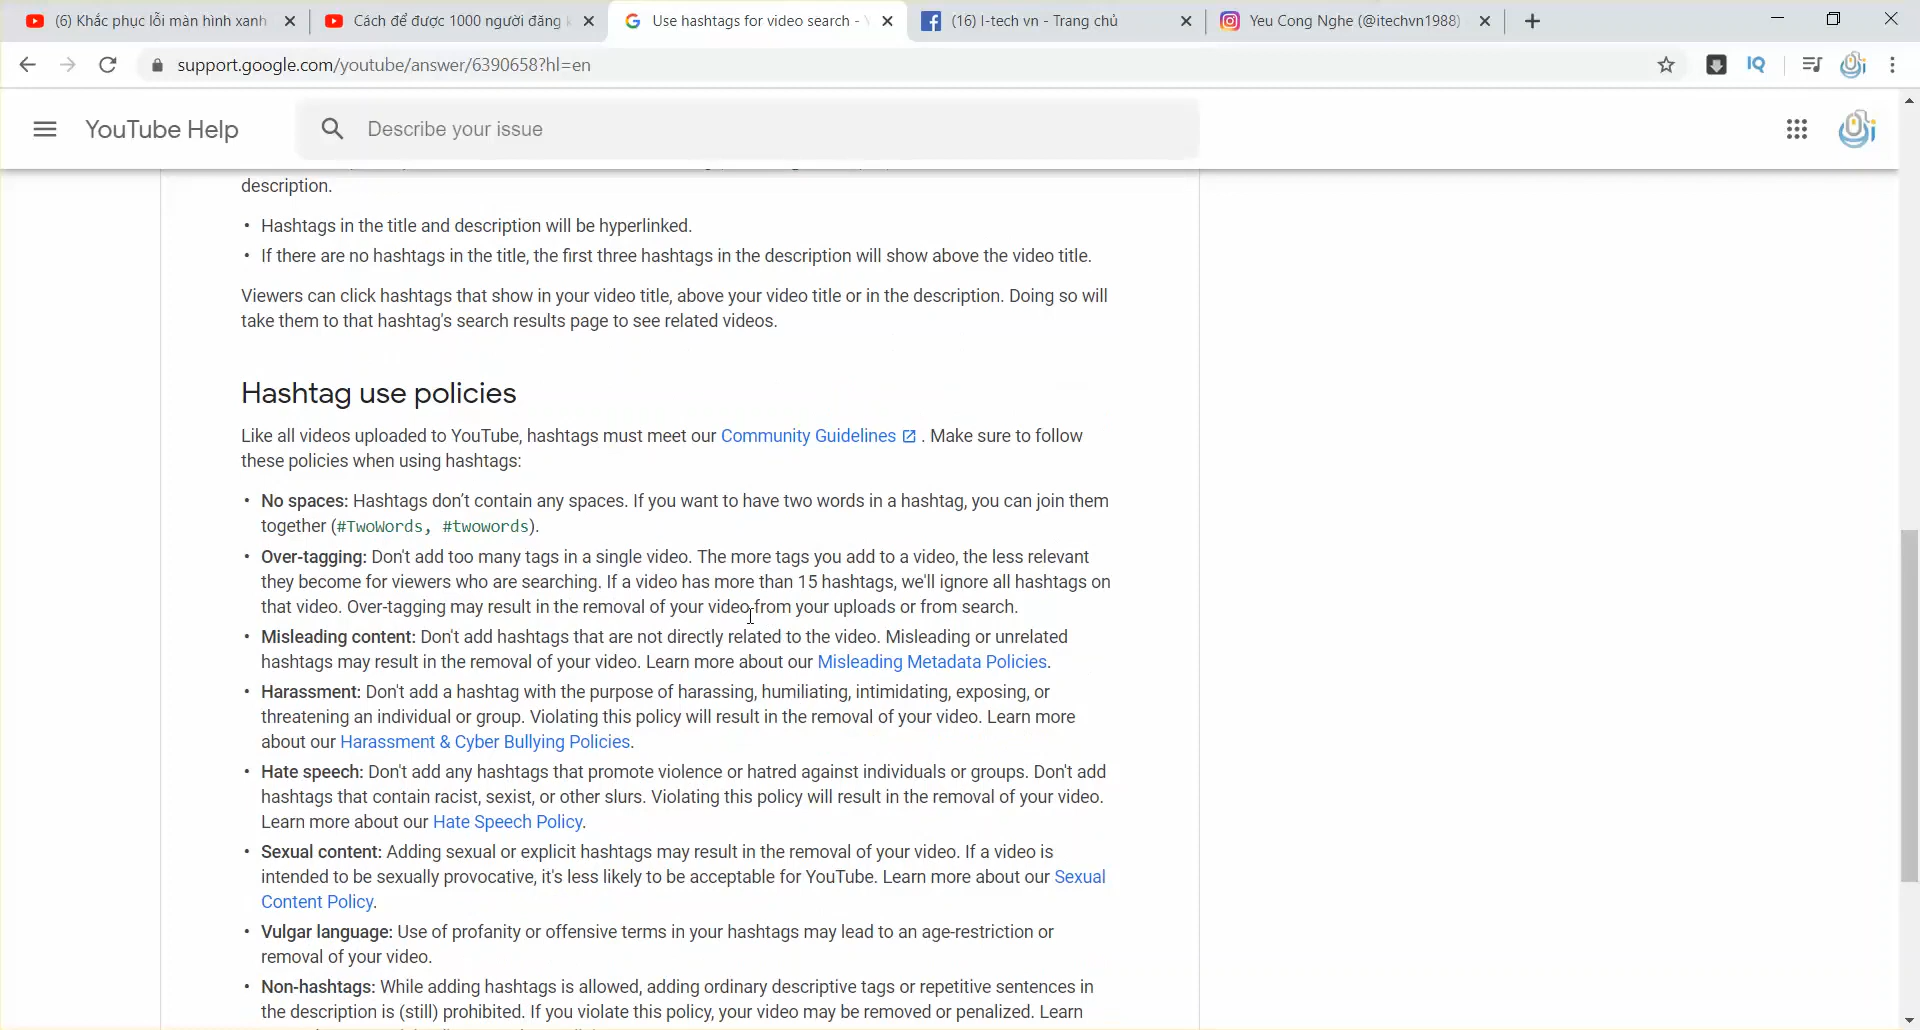 (6) Khắc phục lỗi màn hình xanh
Cách để được 1000 người đăng
Use hashtags for video search -
(16) I-tech vn - Trang chủ
Yeu Cong Nghe (@itechvn1988)
support.google.com/youtube/answer/6390658?hl=en
IQ
YouTube Help
Describe your issue
description.
• Hashtags in the title and description will be hyperlinked.
• If there are no hashtags in the title, the first three hashtags in the description will show above the video title.
Viewers can click hashtags that show in your video title, above your video title or in the description. Doing so will
take them to that hashtag's search results page to see related videos.
Hashtag use policies
Like all videos uploaded to YouTube, hashtags must meet our Community Guidelines . Make sure to follow
these policies when using hashtags:
• No spaces: Hashtags don’t contain any spaces. If you want to have two words in a hashtag, you can join them
together (#TwoWords, #twowords).
• Over-tagging: Don't add too many tags in a single video. The more tags you add to a video, the less relevant
they become for viewers who are searching. If a video has more than 15 hashtags, we'll ignore all hashtags on
that video. Over-tagging may result in the removal of your video from your uploads or from search.
• Misleading content: Don't add hashtags that are not directly related to the video. Misleading or unrelated
hashtags may result in the removal of your video. Learn more about our Misleading Metadata Policies.
• Harassment: Don't add a hashtag with the purpose of harassing, humiliating, intimidating, exposing, or
threatening an individual or group. Violating this policy will result in the removal of your video. Learn more
about our Harassment & Cyber Bullying Policies.
• Hate speech: Don't add any hashtags that promote violence or hatred against individuals or groups. Don't add
hashtags that contain racist, sexist, or other slurs. Violating this policy will result in the removal of your video.
Learn more about our Hate Speech Policy.
• Sexual content: Adding sexual or explicit hashtags may result in the removal of your video. If a video is
intended to be sexually provocative, it's less likely to be acceptable for YouTube. Learn more about our Sexual
Content Policy.
• Vulgar language: Use of profanity or offensive terms in your hashtags may lead to an age-restriction or
removal of your video.
• Non-hashtags: While adding hashtags is allowed, adding ordinary descriptive tags or repetitive sentences in
the description is (still) prohibited. If you violate this policy, your video may be removed or penalized. Learn